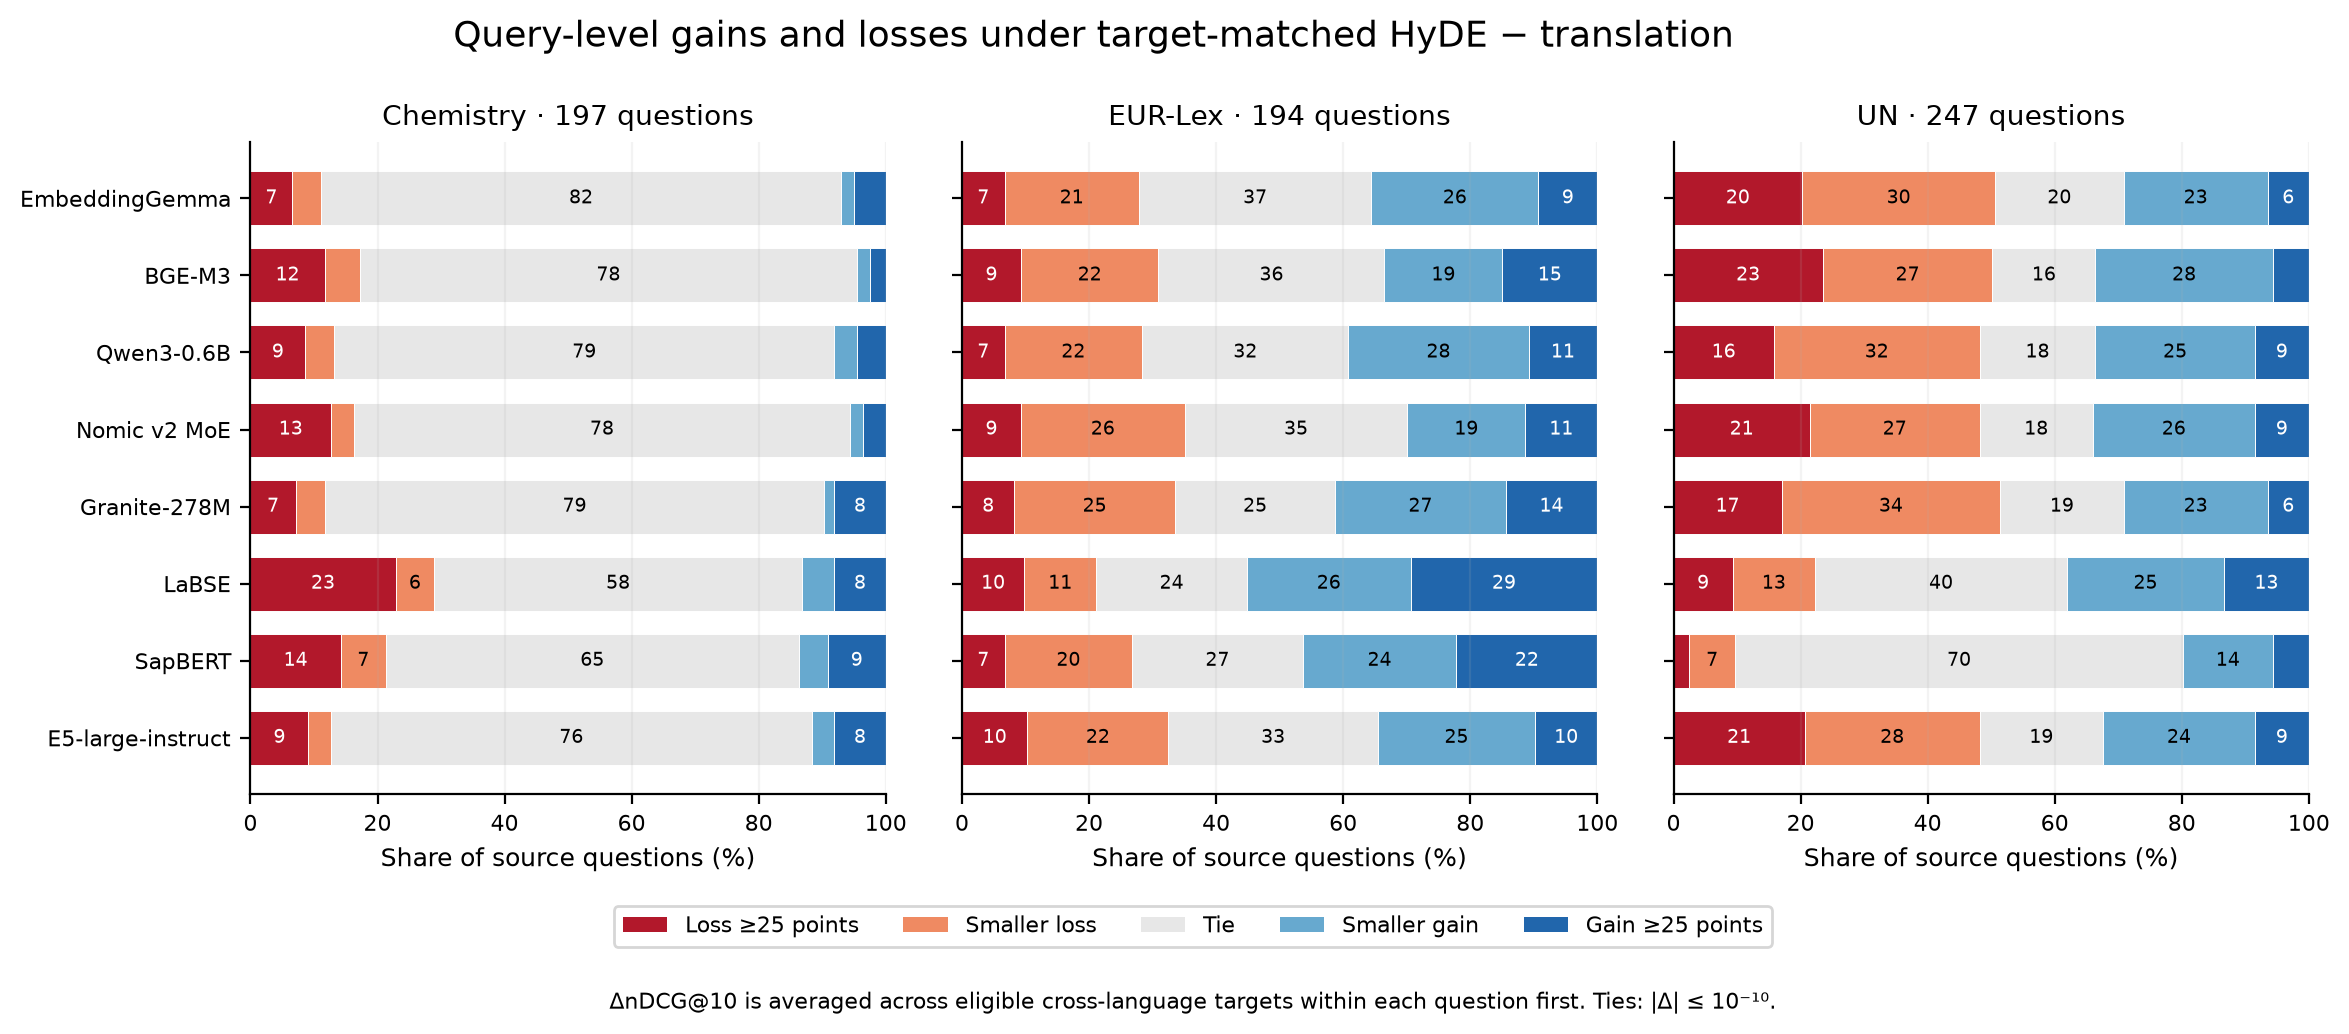 Query-level gains and losses under target-matched HyDE − translation
Chemistry · 197 questions
EUR-Lex · 194 questions
UN · 247 questions
EmbeddingGemma 7 82 7 21 37 26 9 20 30 20 23 6
BGE-M3 12 78 9 22 36 19 15 23 27 16 28
Qwen3-0.6B 9 79 7 22 32 28 11 16 32 18 25 9
Nomic v2 MoE 13 78 9 26 35 19 11 21 27 18 26 9
Granite-278M 7 79 8 8 25 25 27 14 17 34 19 23 6
LaBSE 23 6 58 8 10 11 24 26 29 9 13 40 25 13
SapBERT 14 7 65 9 7 20 27 24 22 7 70 14
E5-large-instruct 9 76 8 10 22 33 25 10 21 28 19 24 9
0 20 40 60 80 100 0 20 40 60 80 100 0 20 40 60 80 100
Share of source questions (%)
Share of source questions (%)
Share of source questions (%)
Loss ≥25 points Smaller loss Tie Smaller gain Gain ≥25 points
ΔnDCG@10 is averaged across eligible cross-language targets within each question first. Ties: |Δ| ≤ 10⁻¹⁰.